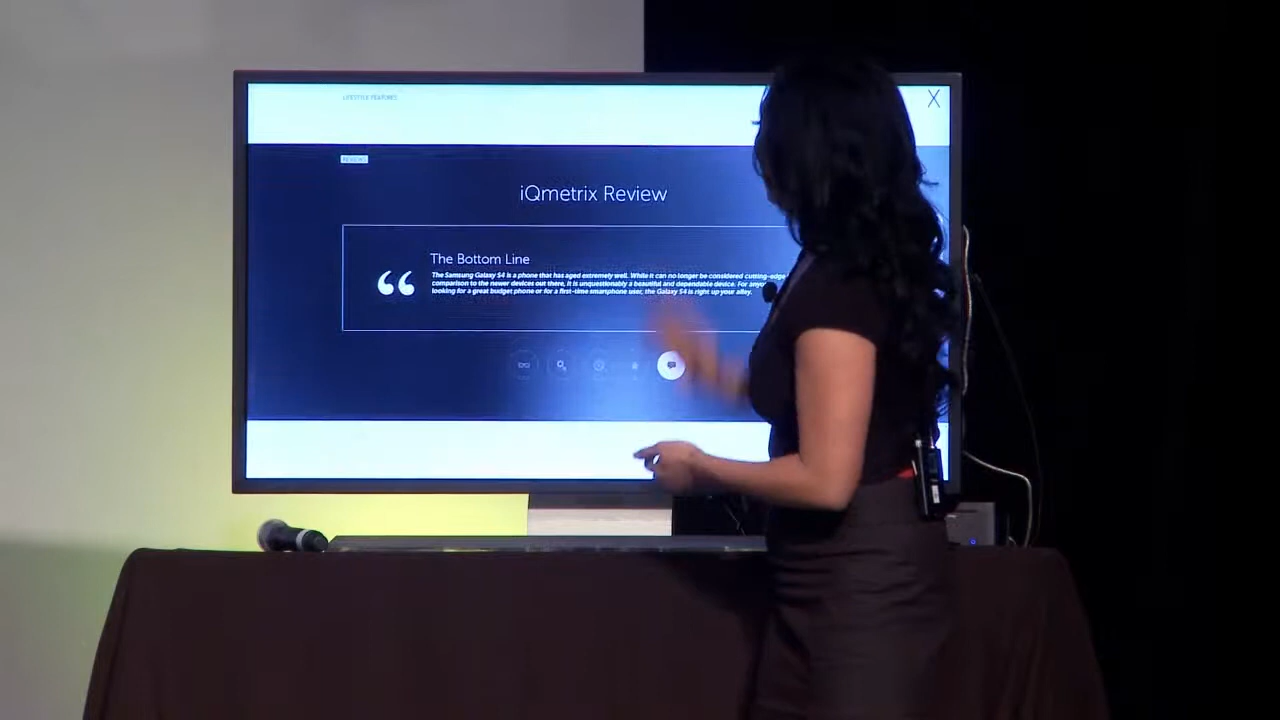 LIFESTYLE FEATURES
X
REVIEWS
iQmetrix Review
The Bottom Line
The Samsung Galaxy S4 is a phone that has aged extremely well. While it can no longer be considered cutting-edge
comparison to the newer devices out there, it is unquestionably a beautiful and dependable device. For
looking for a great budget phone or for a first-time smartphone user, the Galaxy S4 is right up your alley.